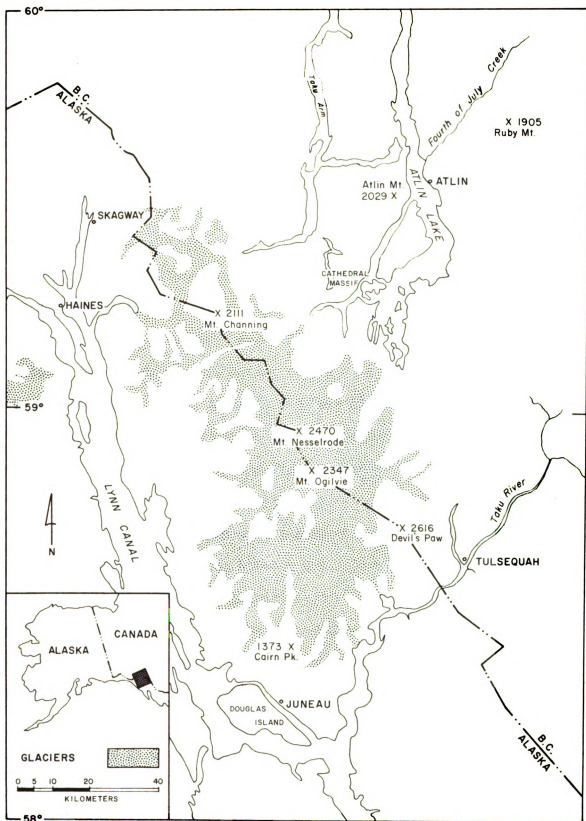 60°
B.C.
ALASKA
Taku Arm
Fourth of July Creek
X 1905
Ruby Mt.
ATLIN
Atlin Mt.
2029 X
ATLIN LAKE
SKAGWAY
CATHEDRAL
MASSIF
HAINES
X 2111
Mt. Channing
59°
X 2470
Mt. Nesselrode
X 2347
Mt. Ogilvie
LYNN CANAL
Taku River
X 2616
Devil's Paw
N
TULSEQUAH
1373 X
Cairn Pk.
JUNEAU
DOUGLAS
ISLAND
B.C.
ALASKA
ALASKA
CANADA
GLACIERS
0 5 10 20 40
KILOMETERS
58°